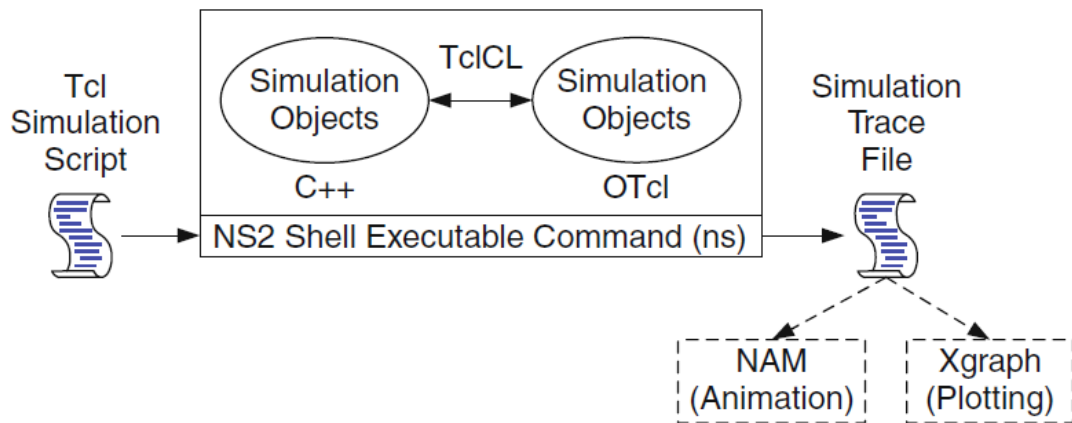 Tcl
Simulation
Script
TclCL
Simulation
Objects
Simulation
Objects
C++
OTcl
NS2 Shell Executable Command (ns)
Simulation
Trace
File
NAM
(Animation)
Xgraph
(Plotting)